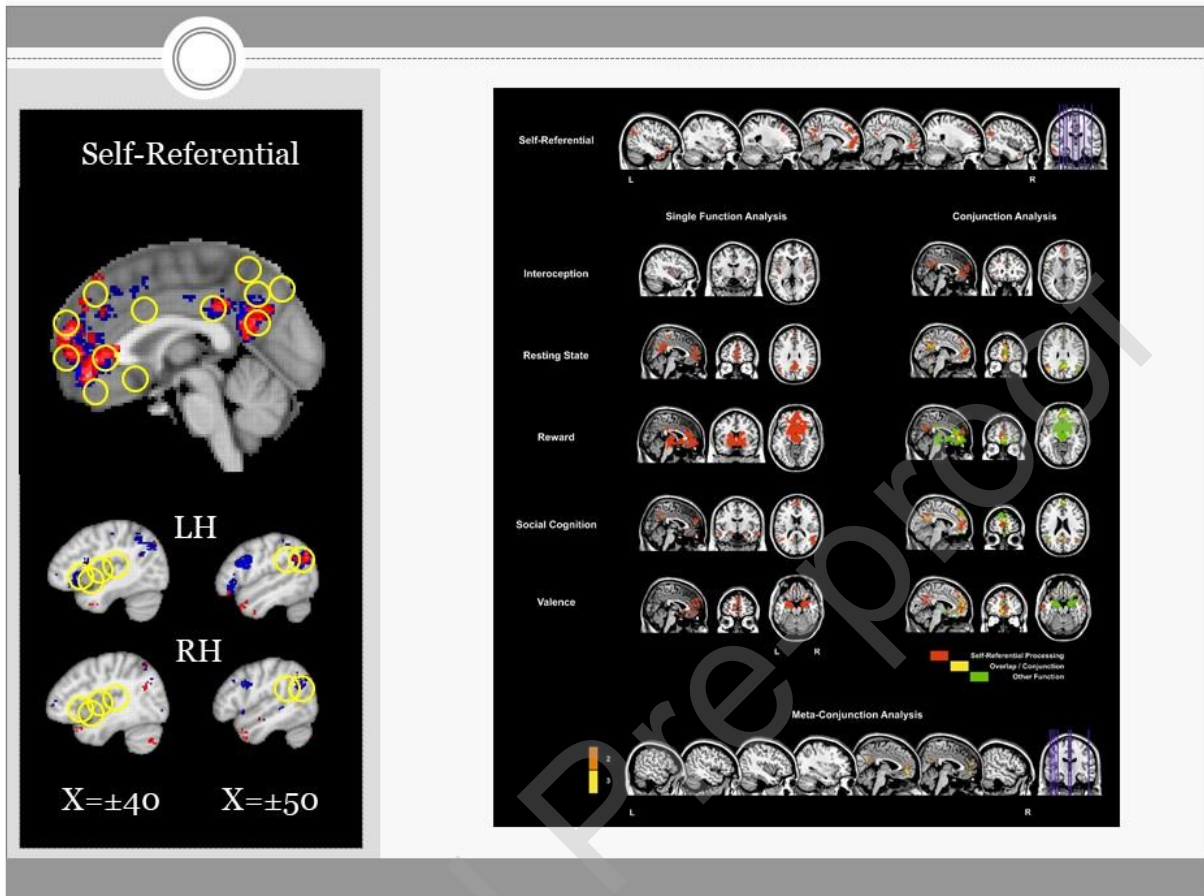 Self-Referential
LH
RH
X=±40 X=±50
Self-Referential
L R
Single Function Analysis Conjunction Analysis
Interoception
Resting State
Reward
Social Cognition
Valence
L R
Self-Referential Processing
Overlap / Conjunction
Other Function
Meta-Conjunction Analysis
2
3
L R
Pre-proof